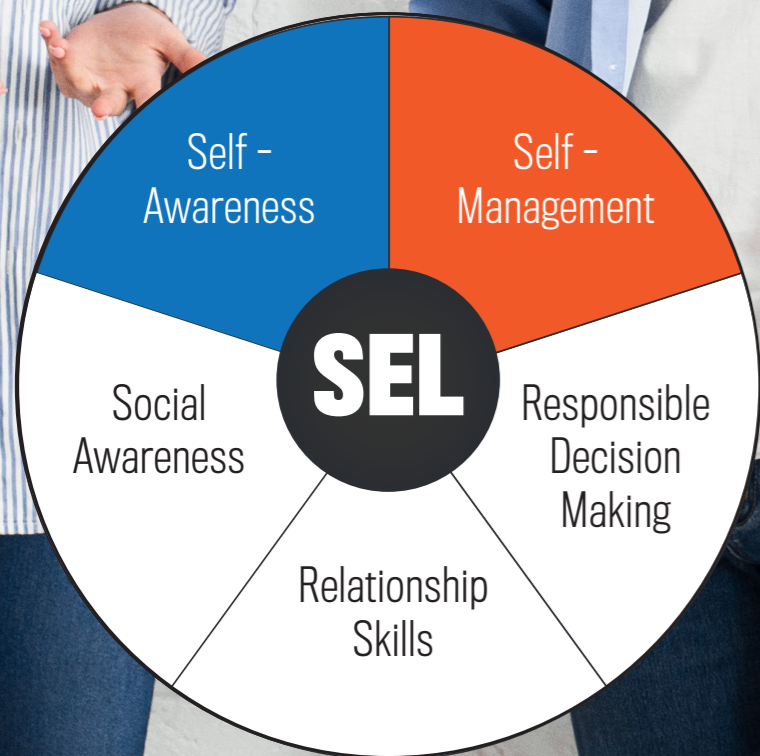 Self -
Awareness
Self -
Management
SEL
Social
Awareness
Responsible
Decision
Making
Relationship
Skills